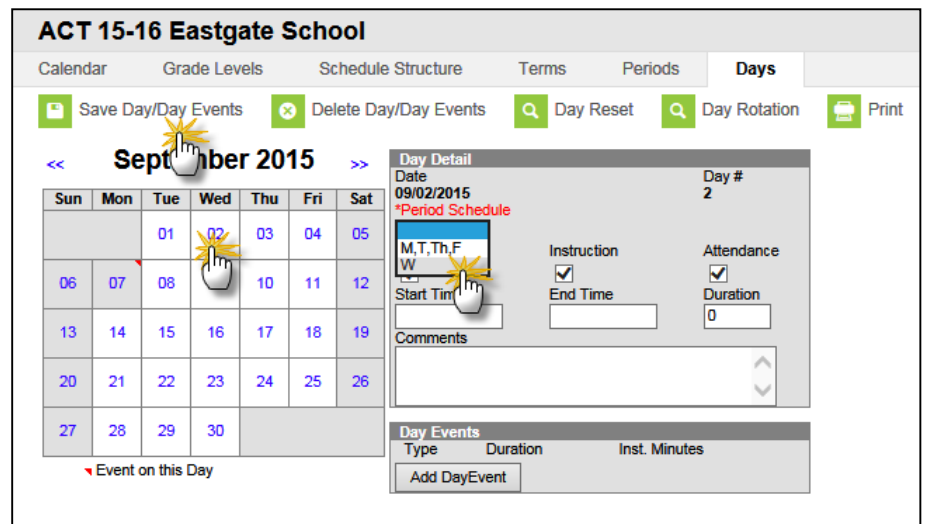 ACT 15-16 Eastgate School
Calendar Grade Levels Schedule Structure Terms Periods Days
Save Day/Day Events Delete Day/Day Events Day Reset Day Rotation Print
<< September 2015 >>
Sun Mon Tue Wed Thu Fri Sat
01 02 03 04 05
06 07 08 10 11 12
13 14 15 16 17 18 19
20 21 22 23 24 25 26
27 28 29 30
Event on this Day
Day Detail
Date Day #
09/02/2015 2
*Period Schedule
M,T,Th,F
W
Instruction Attendance
Start Time End Time Duration
0
Comments
Day Events
Type Duration Inst. Minutes
Add DayEvent